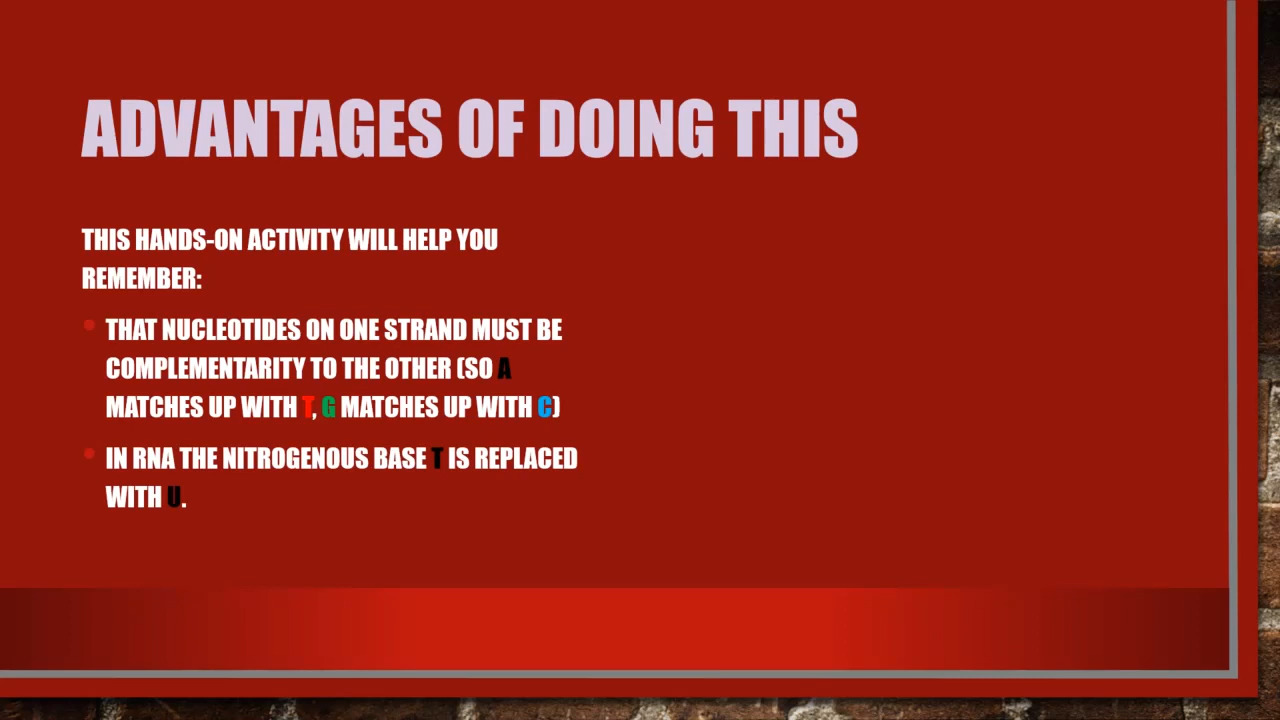 ADVANTAGES OF DOING THIS
THIS HANDS-ON ACTIVITY WILL HELP YOU
REMEMBER:
• THAT NUCLEOTIDES ON ONE STRAND MUST BE
COMPLEMENTARITY TO THE OTHER (SO A
MATCHES UP WITH T, G MATCHES UP WITH C)
• IN RNA THE NITROGENOUS BASE T IS REPLACED
WITH U.